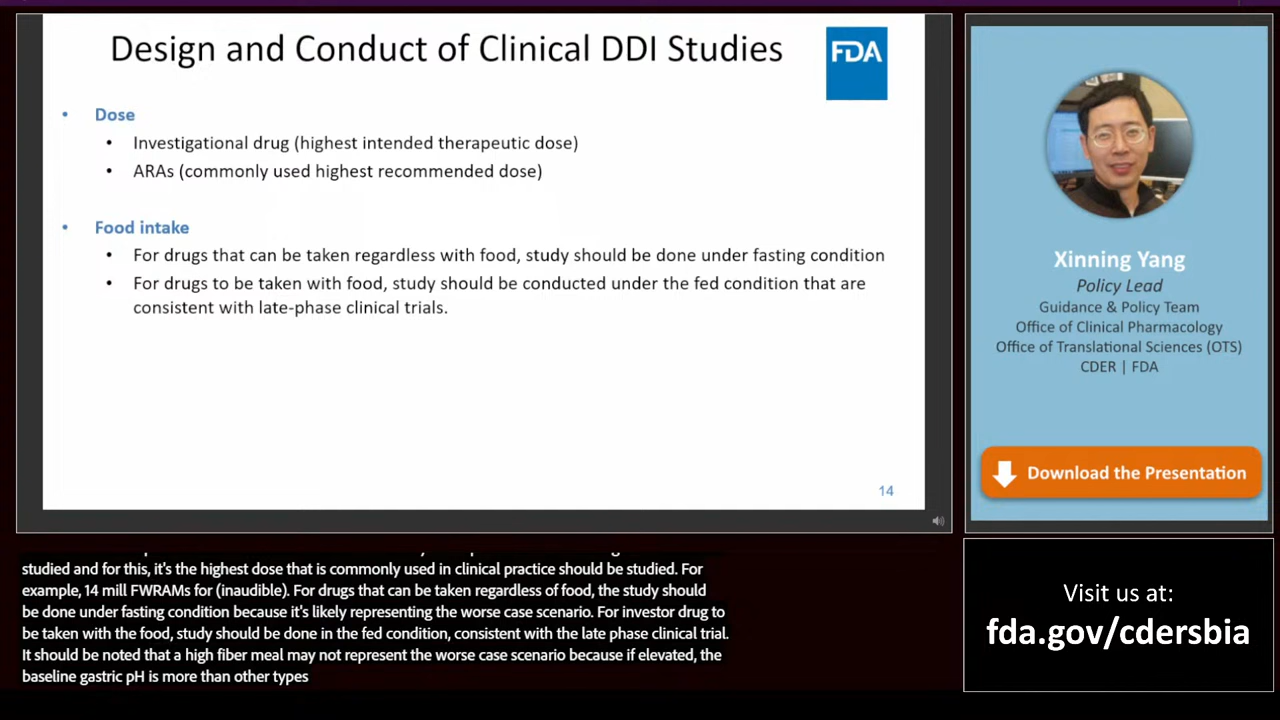 Design and Conduct of Clinical DDI Studies
FDA
• Dose
• Investigational drug (highest intended therapeutic dose)
• ARAs (commonly used highest recommended dose)
• Food intake
• For drugs that can be taken regardless with food, study should be done under fasting condition
• For drugs to be taken with food, study should be conducted under the fed condition that are
consistent with late-phase clinical trials.
14
Xinning Yang
Policy Lead
Guidance & Policy Team
Office of Clinical Pharmacology
Office of Translational Sciences (OTS)
CDER | FDA
Download the Presentation
studied and for this, it's the highest dose that is commonly used in clinical practice should be studied. For
example, 14 mill FWRAMs for (inaudible). For drugs that can be taken regardless of food, the study should
be done under fasting condition because it's likely representing the worse case scenario. For investor drug to
be taken with the food, study should be done in the fed condition, consistent with the late phase clinical trial.
It should be noted that a high fiber meal may not represent the worse case scenario because if elevated, the
baseline gastric pH is more than other types
Visit us at:
fda.gov/cdersbia